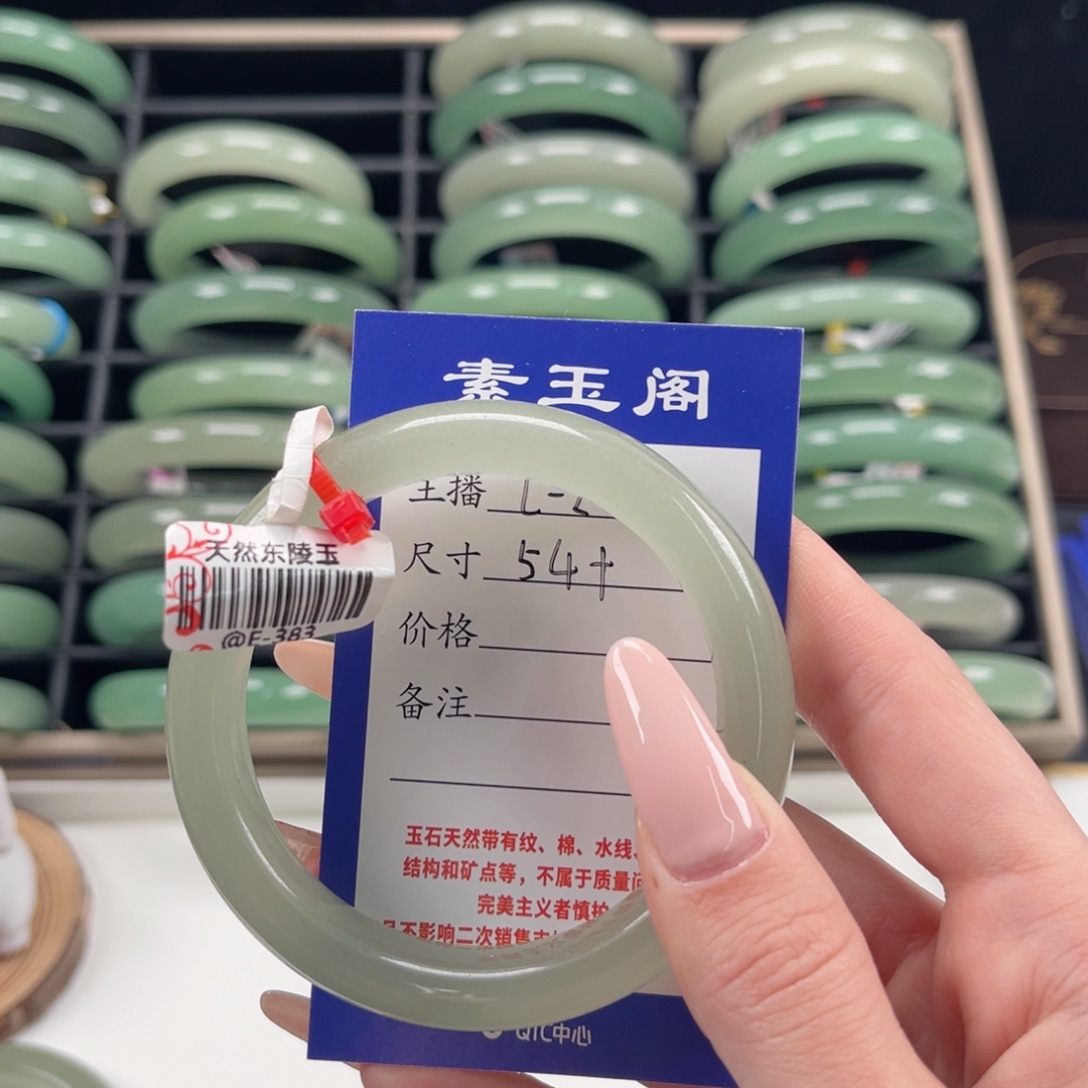 素玉阁
主播
尺寸 54+
价格
备注
天然东陵玉
@F-383
玉石天然带有纹、棉、水线、
结构和矿点等，不属于质量问
完美主义者慎拍
不影响二次销售支
QIC中心